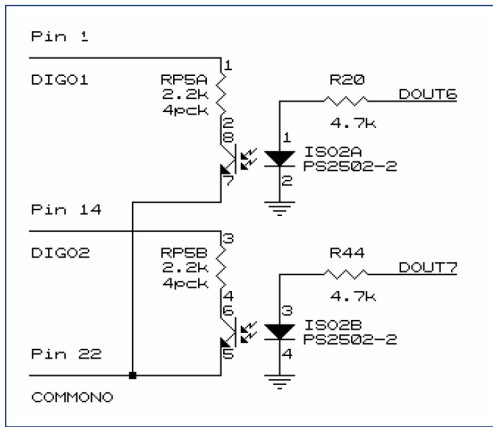 Pin 1
DIGO1
1
RP5A
2.2k
4pck
2
8
7
R20
DOUT6
4.7k
1
ISO2A
PS2502-2
2
Pin 14
DIGO2
3
RP5B
2.2k
4pck
4
6
5
R44
DOUT7
4.7k
3
ISO2B
PS2502-2
4
Pin 22
COMMONO